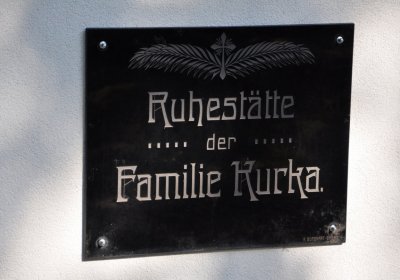 Ruhestätte
der
Familie Kurka.